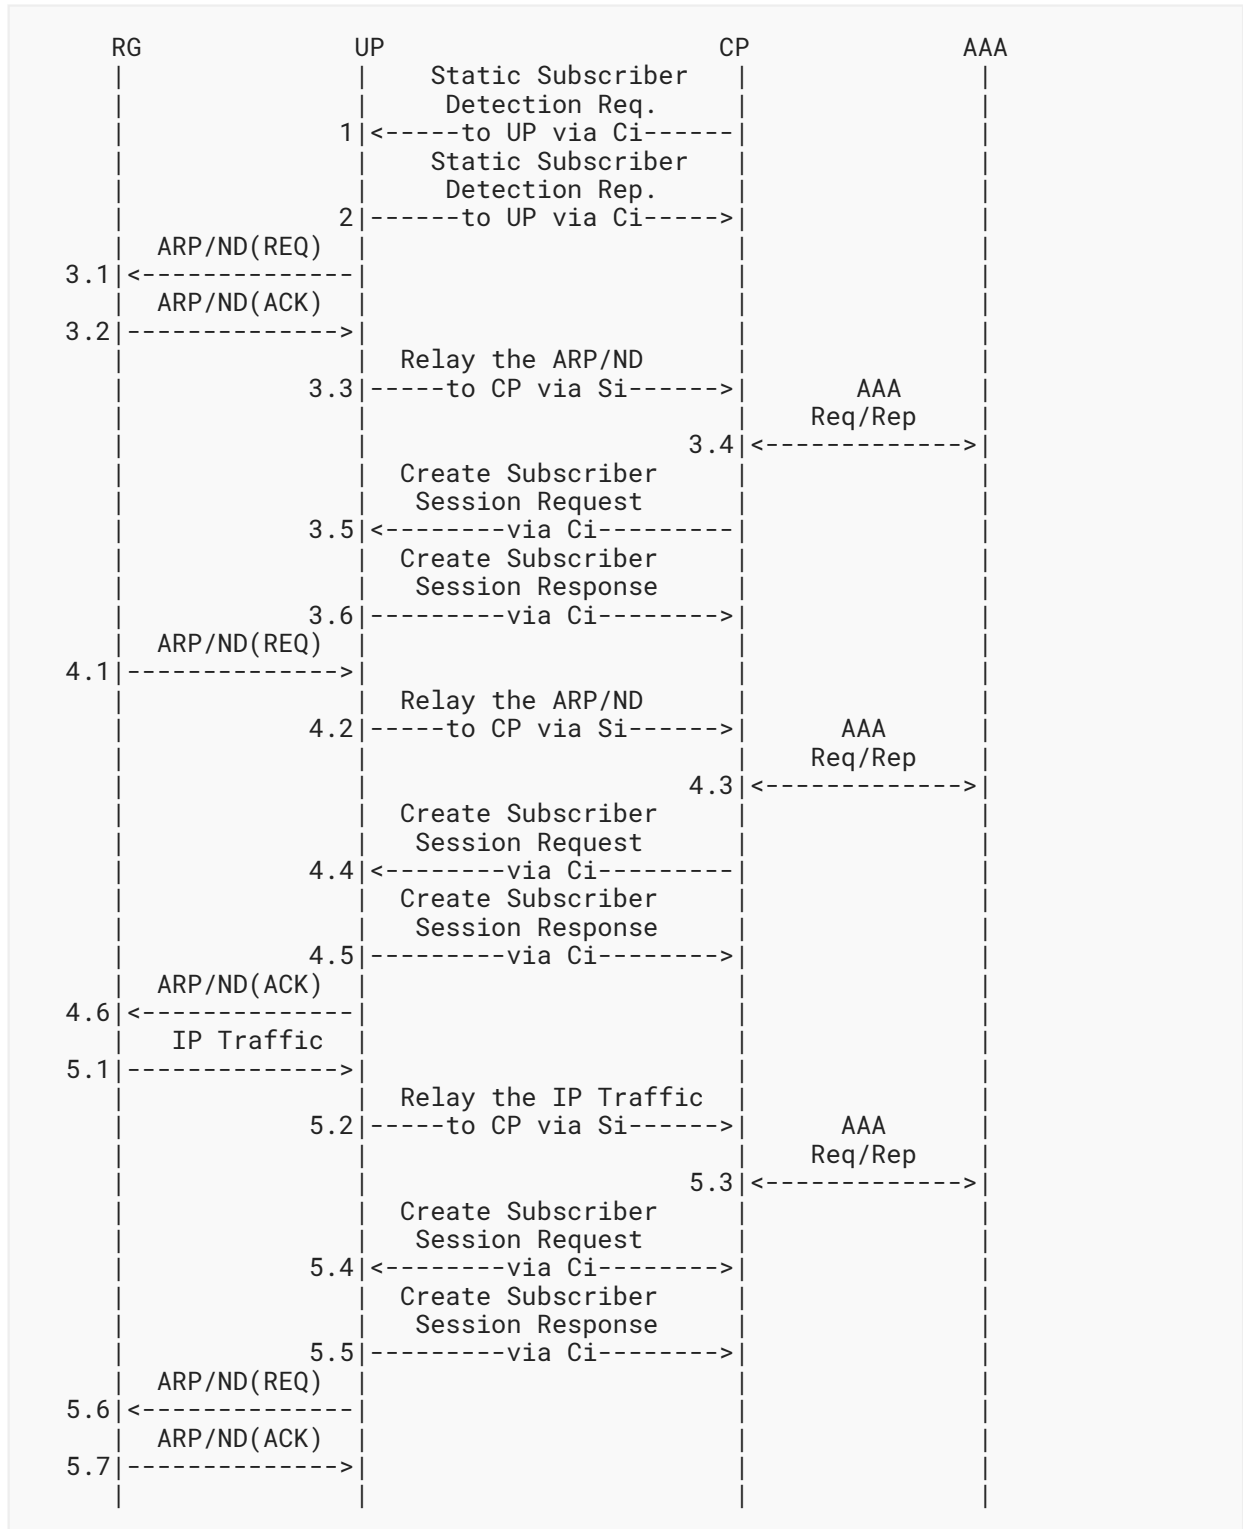 RG UP CP AAA
Static Subscriber
Detection Req.
1|<-----to UP via Ci------|
Static Subscriber
Detection Rep.
2|------to UP via Ci----->|
ARP/ND(REQ)
3.1|<--------------|
ARP/ND(ACK)
3.2|-------------->|
Relay the ARP/ND
3.3|-----to CP via Si------>| AAA
Req/Rep
3.4|<------------->|
Create Subscriber
Session Request
3.5|<--------via Ci---------|
Create Subscriber
Session Response
3.6|---------via Ci-------->|
ARP/ND(REQ)
4.1|-------------->|
Relay the ARP/ND
4.2|-----to CP via Si------>| AAA
Req/Rep
4.3|<------------->|
Create Subscriber
Session Request
4.4|<--------via Ci---------|
Create Subscriber
Session Response
4.5|---------via Ci-------->|
ARP/ND(ACK)
4.6|<--------------|
IP Traffic
5.1|-------------->|
Relay the IP Traffic
5.2|-----to CP via Si------>| AAA
Req/Rep
5.3|<------------->|
Create Subscriber
Session Request
5.4|<--------via Ci-------->|
Create Subscriber
Session Response
5.5|---------via Ci-------->|
ARP/ND(REQ)
5.6|<--------------|
ARP/ND(ACK)
5.7|-------------->|